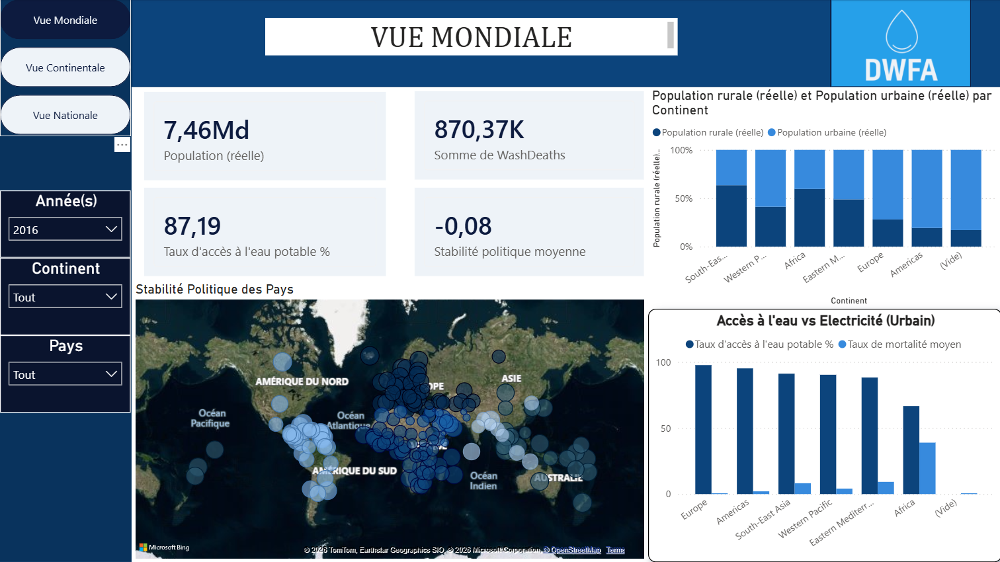 Vue Mondiale
Vue Continentale
Vue Nationale
...
Année(s)
2016
Continent
Tout
Pays
Tout
VUE MONDIALE
DWFA
7,46Md
Population (réelle)
870,37K
Somme de WashDeaths
87,19
Taux d'accès à l'eau potable %
-0,08
Stabilité politique moyenne
Stabilité Politique des Pays
AMÉRIQUE DU NORD
ASIE
Océan
Pacifique
Océan
Atlantique
AMÉRIQUE DU SUD
Océan
Indien
AUSTRALIE
Microsoft Bing
© 2026 TomTom, Earthstar Geographics SIO, © 2026 Microsoft Corporation, © OpenStreetMap Terms
Population rurale (réelle) et Population urbaine (réelle) par
Continent
Population rurale (réelle) Population urbaine (réelle)
Population rurale (réelle)...
100%
50%
0%
South-Eas...
Western P...
Africa
Eastern M...
Europe
Americas
(Vide)
Continent
Accès à l'eau vs Electricité (Urbain)
Taux d'accès à l'eau potable % Taux de mortalité moyen
100
50
0
Europe
Americas
South-East Asia
Western Pacific
Eastern Mediterr...
Africa
(Vide)